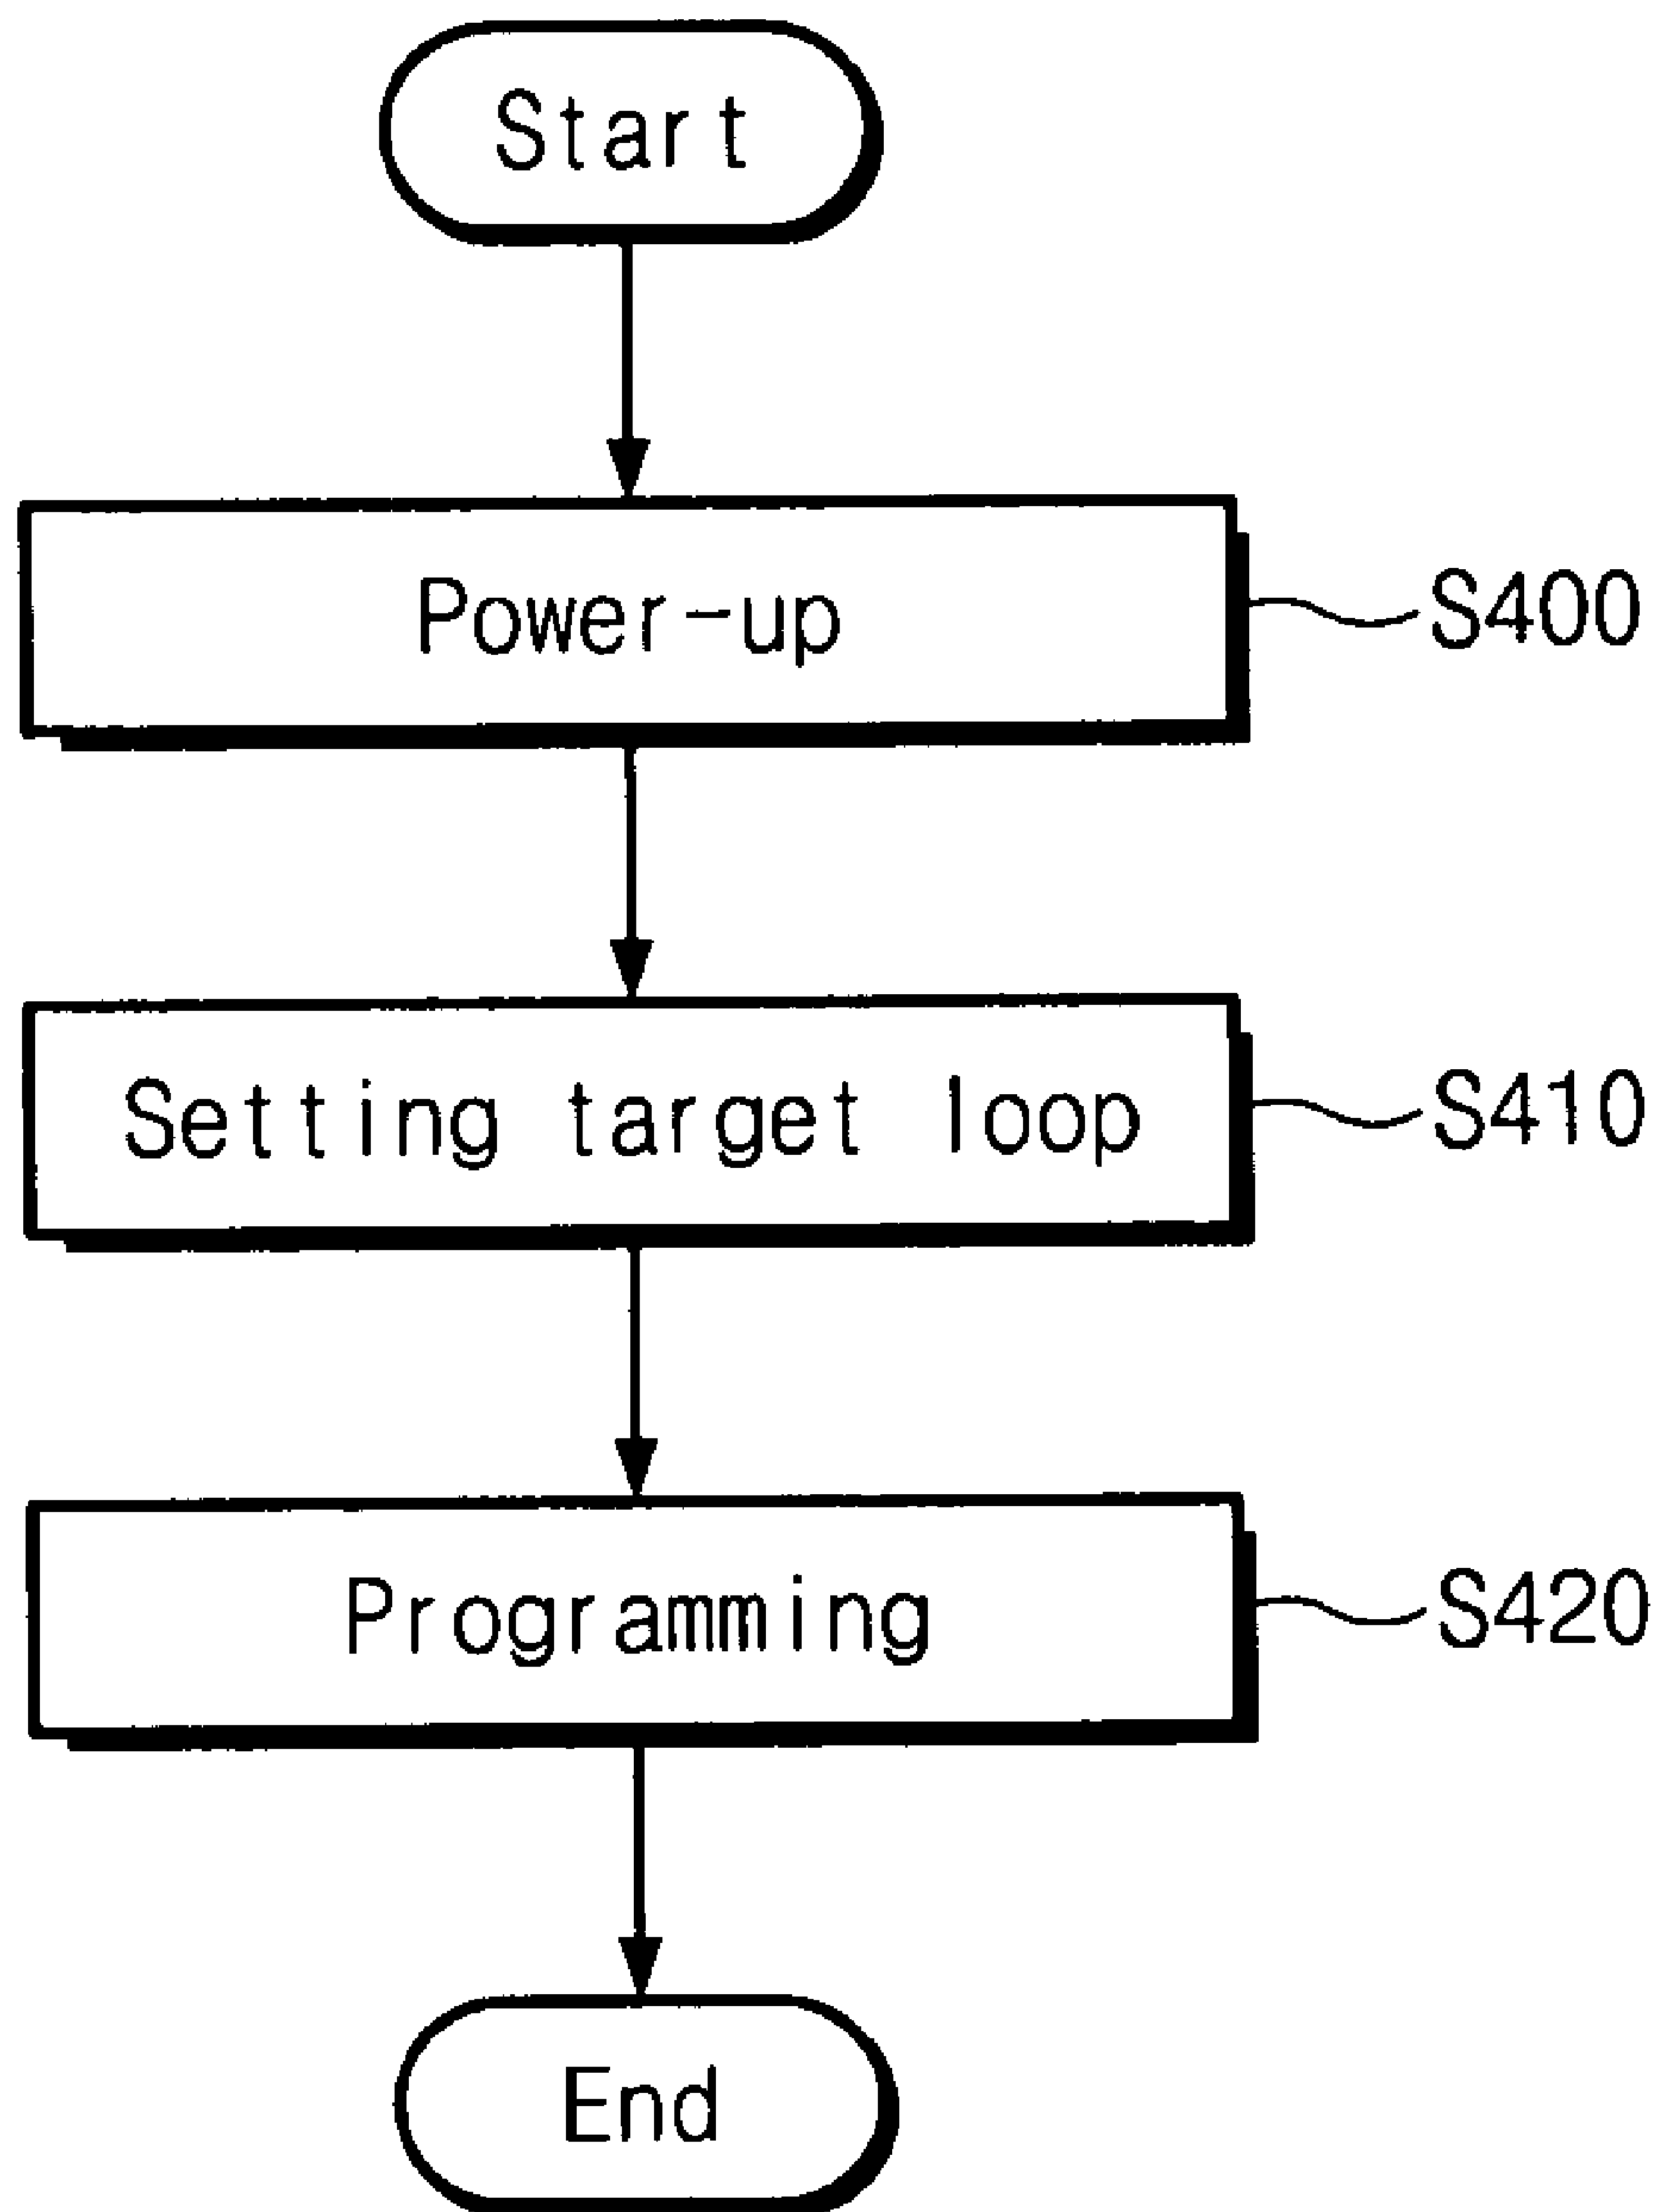 Start
Power-up
S400
Setting target loop
S410
Programming
S420
End